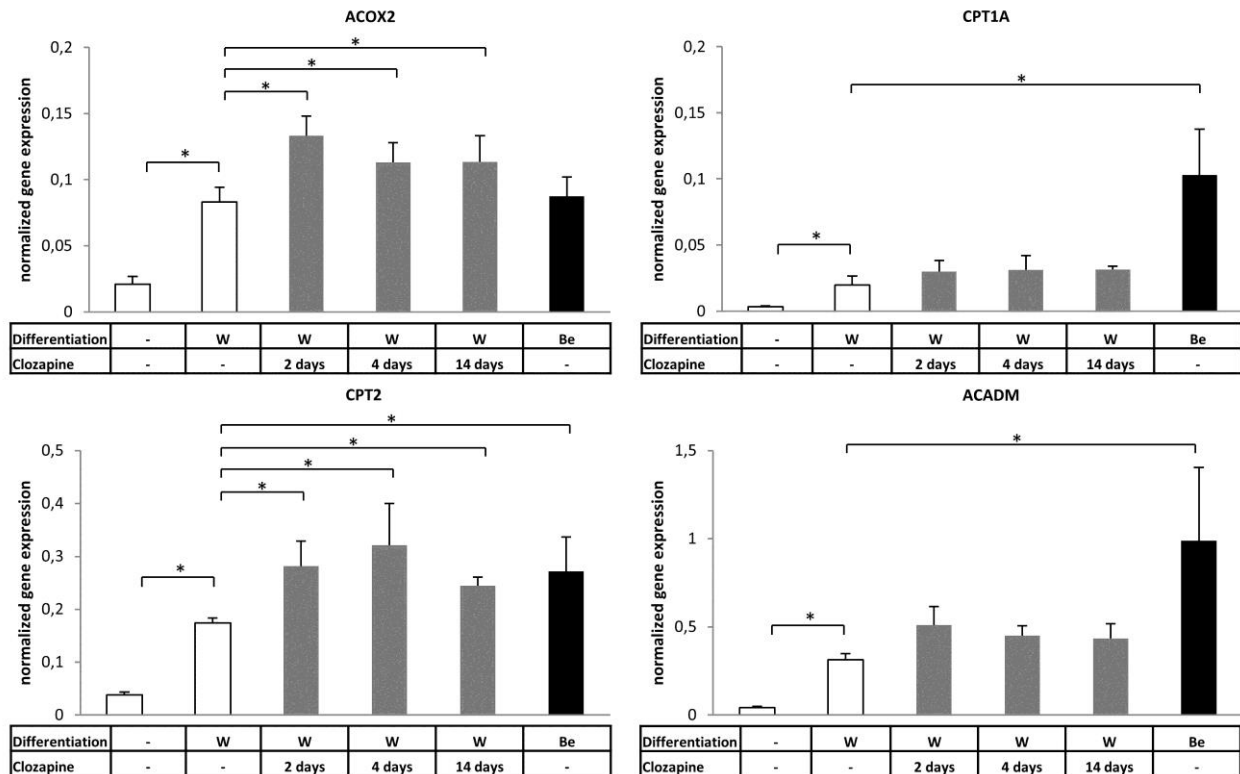 ACOX2
normalized gene expression
0,2
0,15
0,1
0,05
0
*
*
*
*
Differentiation - W W W W Be
Clozapine - - 2 days 4 days 14 days -
CPT1A
normalized gene expression
0,2
0,15
0,1
0,05
0
*
*
Differentiation - W W W W Be
Clozapine - - 2 days 4 days 14 days -
CPT2
normalized gene expression
0,5
0,4
0,3
0,2
0,1
0
*
*
*
*
*
Differentiation - W W W W Be
Clozapine - - 2 days 4 days 14 days -
ACADM
normalized gene expression
1,5
1
0,5
0
*
*
Differentiation - W W W W Be
Clozapine - - 2 days 4 days 14 days -